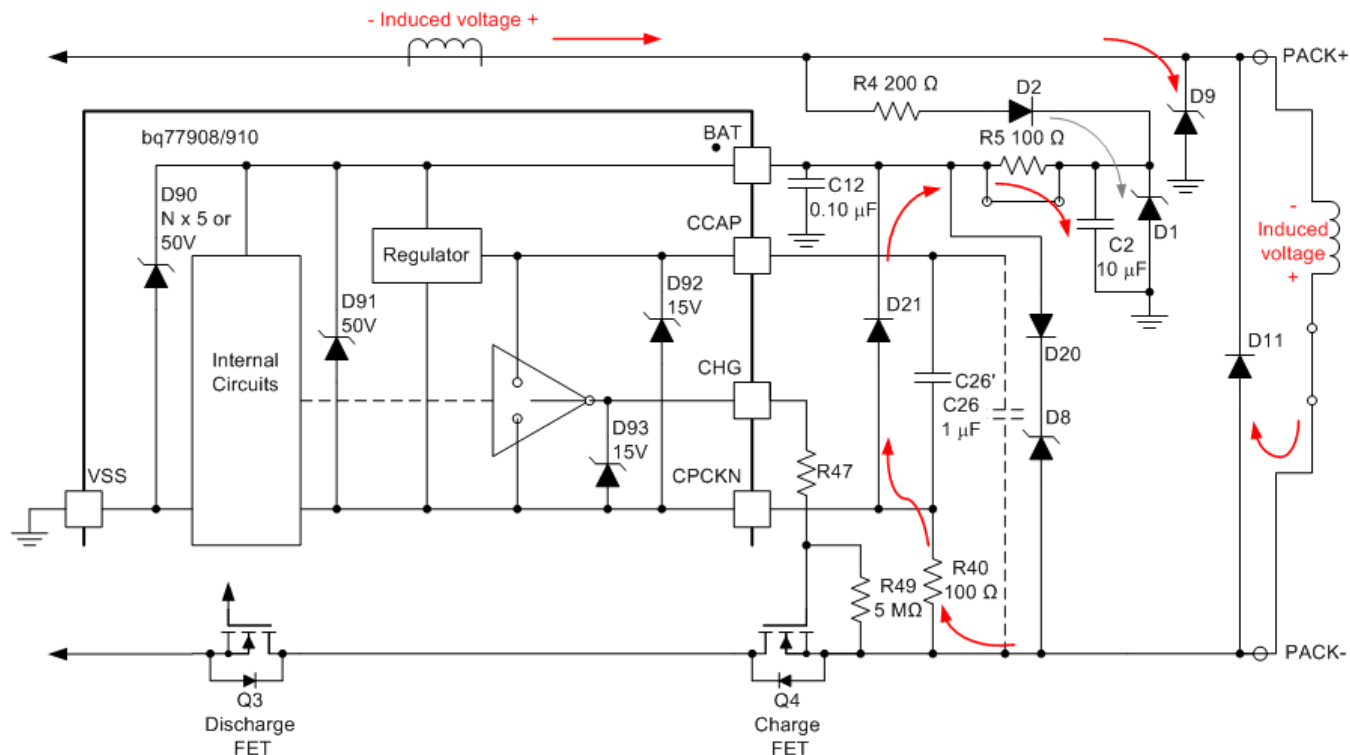 - Induced voltage +
PACK+
R4 200 Ω
D2
D9
bq77908/910
BAT
R5 100 Ω
D90
N x 5 or
50V
C12
0.10 µF
CCAP
C2
10 µF
D1
-
Induced
voltage
+
Regulator
D91
50V
D92
15V
D21
D20
D11
Internal
Circuits
CHG
C26'
C26
1 µF
D93
15V
D8
VSS
CPCKN
R47
R49
5 MΩ
R40
100 Ω
PACK-
Q3
Discharge
FET
Q4
Charge
FET